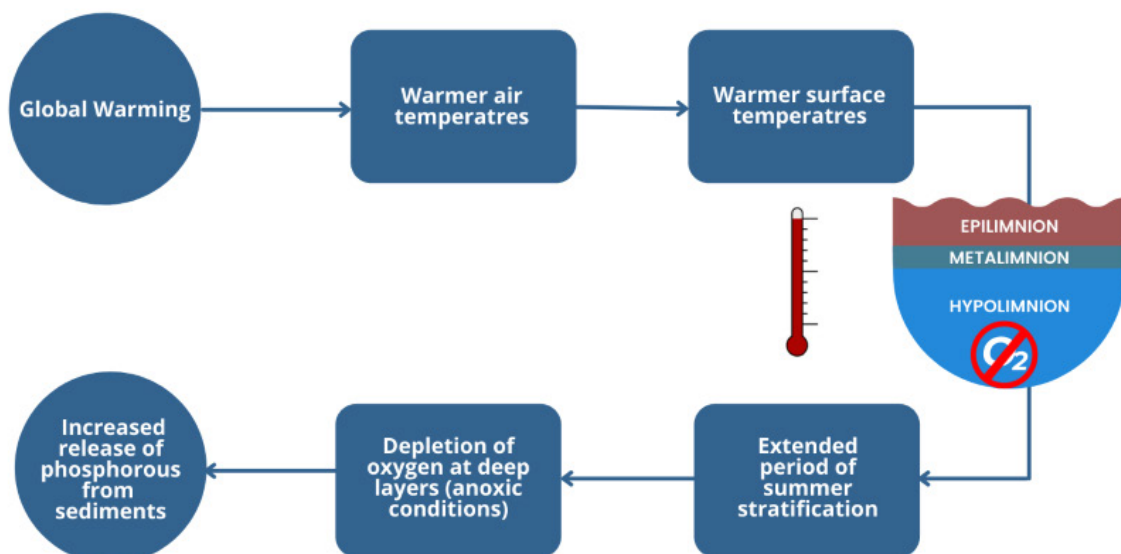 Global Warming
Warmer air
temperatres
Warmer surface
temperatres
EPILIMNION
METALIMNION
HYPOLIMNION
O2
Extended
period of
summer
stratification
Depletion of
oxygen at deep
layers (anoxic
conditions)
Increased
release of
phosphorous
from
sediments